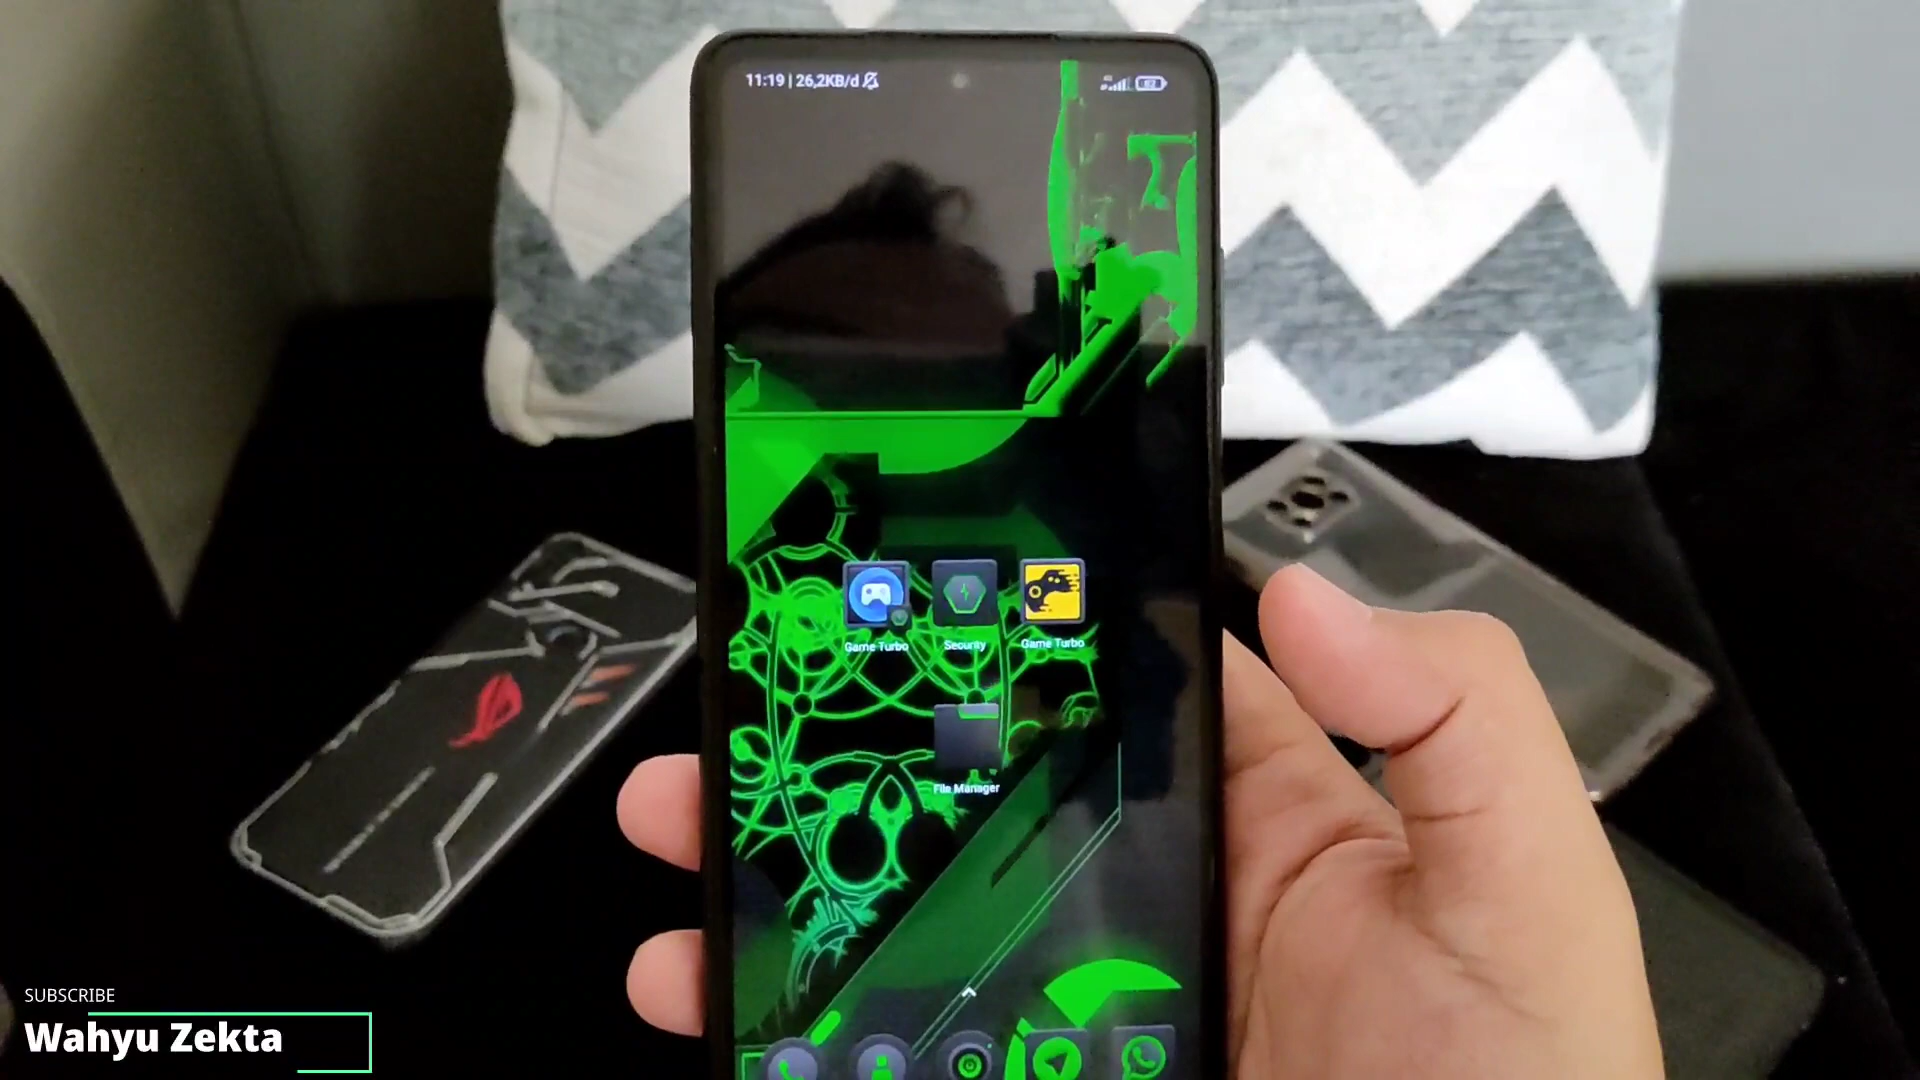 11:19 | 26,2KB/d
Game Turbo
Security
Game Turbo
File Manager
SUBSCRIBE
Wahyu Zekta